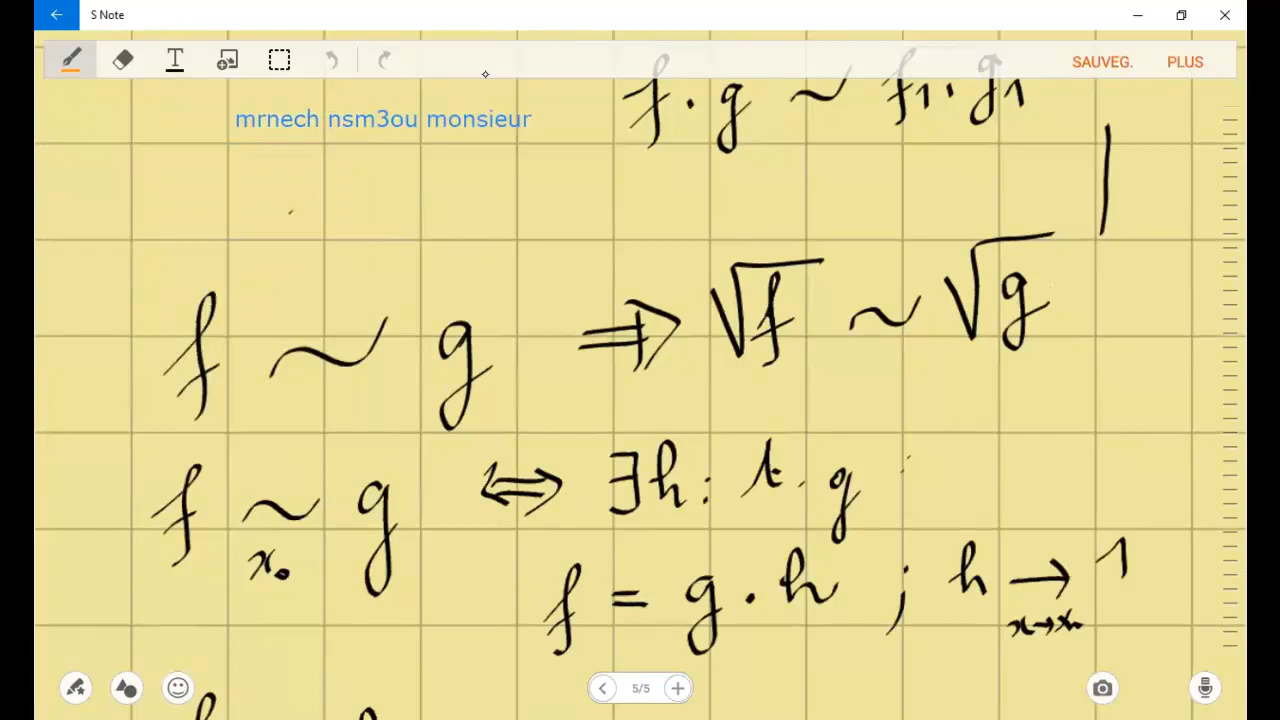 S Note
SAUVEG. PLUS
f . g ~ f1 . g1
mrnech nsm3ou monsieur
f ~ g ⇒ √f ~ √g
f ~ g ⇔ ∃h : t. q
x₀
f = g . h ; h → 1
x→x₀
5/5